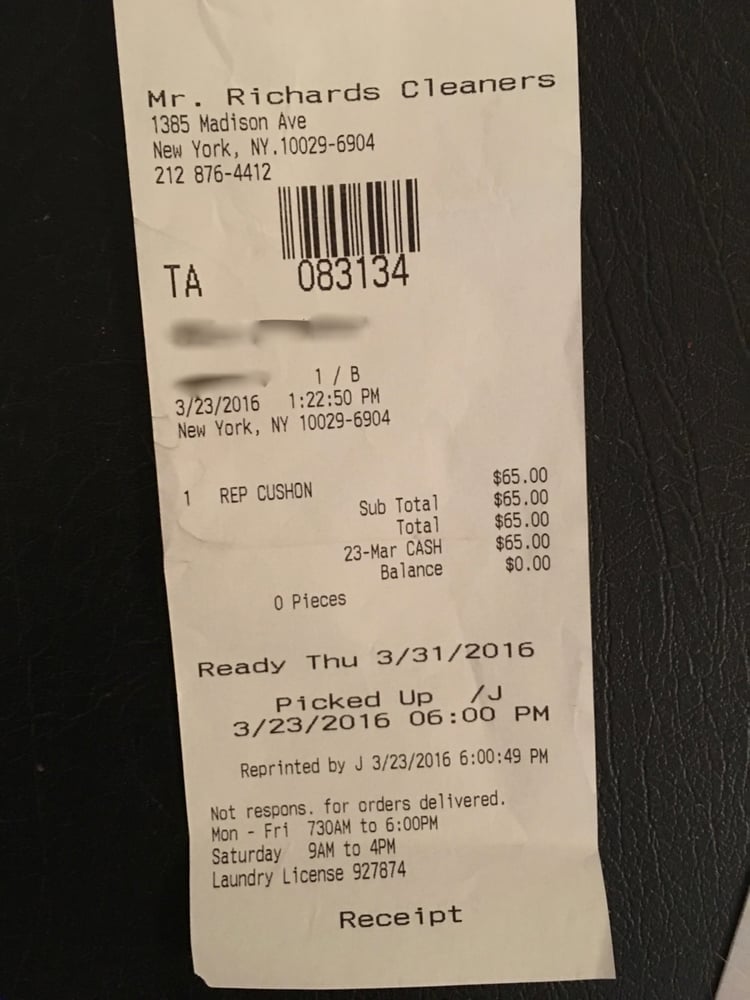 Mr. Richards Cleaners
1385 Madison Ave
New York, NY.10029-6904
212 876-4412
TA 083134
1 / B
3/23/2016 1:22:50 PM
New York, NY 10029-6904
1 REP CUSHON $65.00
Sub Total $65.00
Total $65.00
23-Mar CASH $65.00
Balance $0.00
0 Pieces
Ready Thu 3/31/2016
Picked Up /J
3/23/2016 06:00 PM
Reprinted by J 3/23/2016 6:00:49 PM
Not respons. for orders delivered.
Mon - Fri 730AM to 6:00PM
Saturday 9AM to 4PM
Laundry License 927874
Receipt